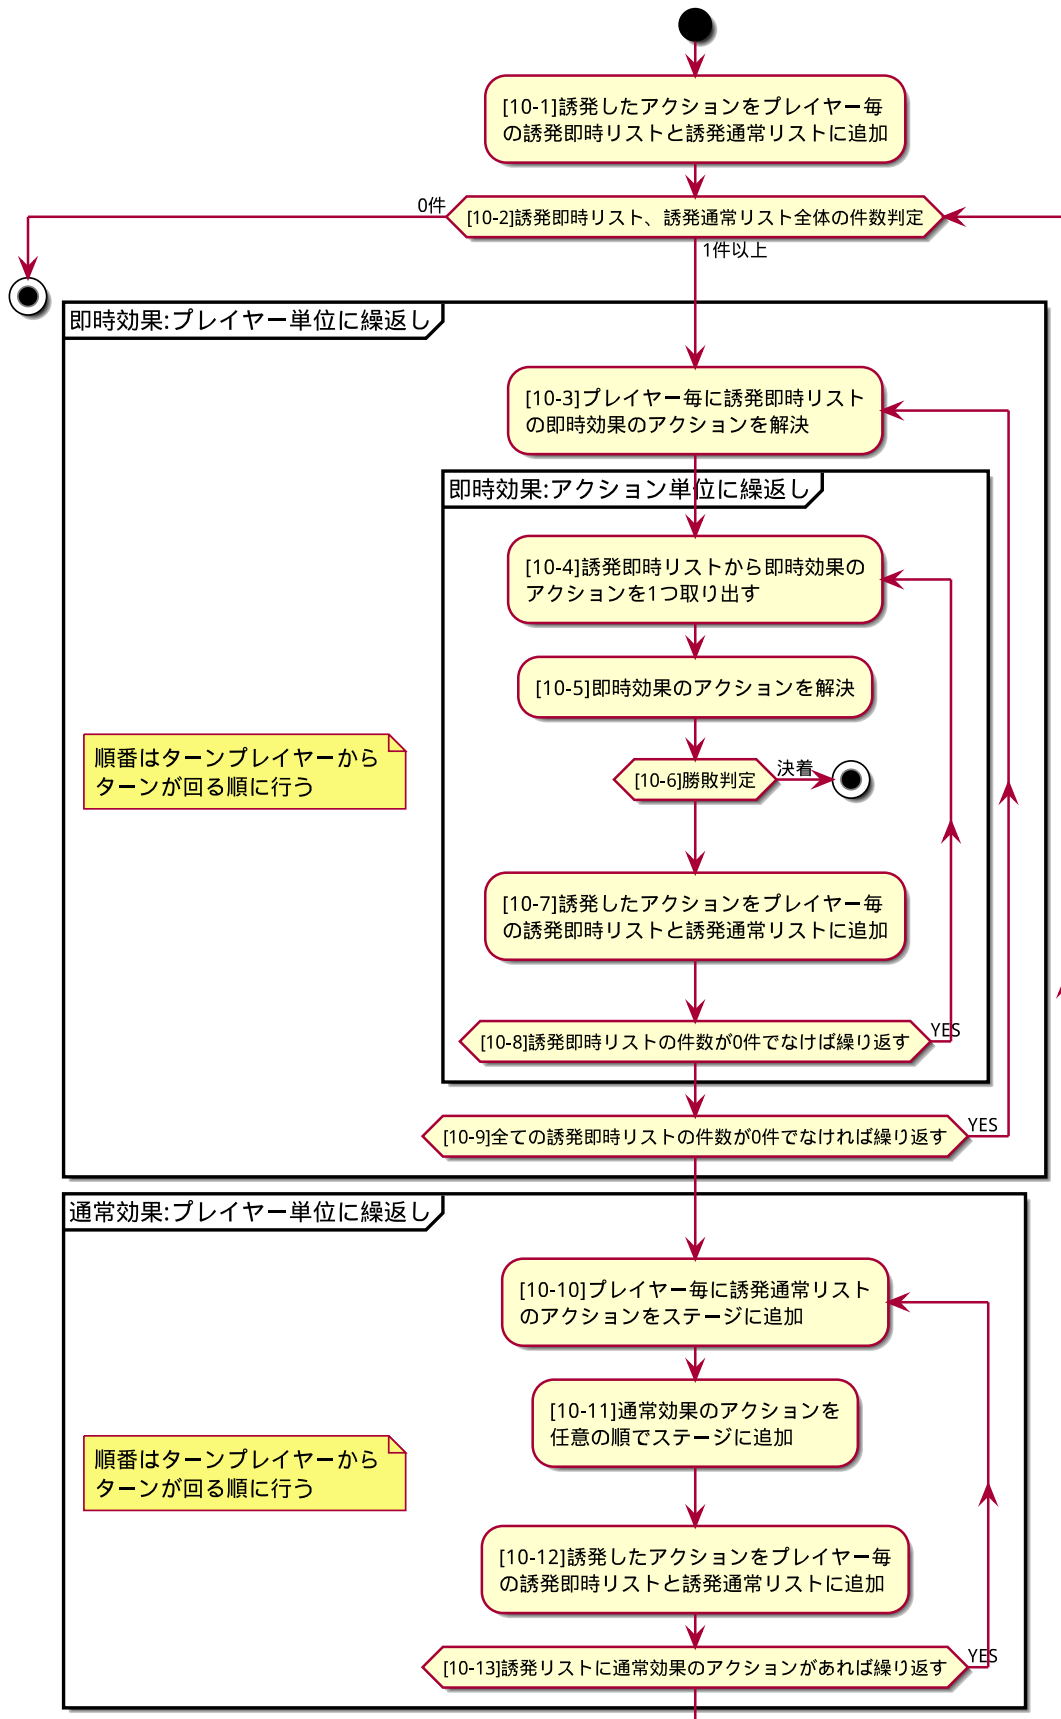 [10-1]誘発したアクションをプレイヤー毎
の誘発即時リストと誘発通常リストに追加
0件
[10-2]誘発即時リスト、誘発通常リスト全体の件数判定
1件以上
即時効果:プレイヤー単位に繰返し
[10-3]プレイヤー毎に誘発即時リスト
の即時効果のアクションを解決
即時効果:アクション単位に繰返し
[10-4]誘発即時リストから即時効果の
アクションを1つ取り出す
[10-5]即時効果のアクションを解決
順番はターンプレイヤーから
ターンが回る順に行う
[10-6]勝敗判定
決着
[10-7]誘発したアクションをプレイヤー毎
の誘発即時リストと誘発通常リストに追加
[10-8]誘発即時リストの件数が0件でなけば繰り返す
YES
[10-9]全ての誘発即時リストの件数が0件でなければ繰り返す
YES
通常効果:プレイヤー単位に繰返し
[10-10]プレイヤー毎に誘発通常リスト
のアクションをステージに追加
[10-11]通常効果のアクションを
任意の順でステージに追加
順番はターンプレイヤーから
ターンが回る順に行う
[10-12]誘発したアクションをプレイヤー毎
の誘発即時リストと誘発通常リストに追加
[10-13]誘発リストに通常効果のアクションがあれば繰り返す
YES